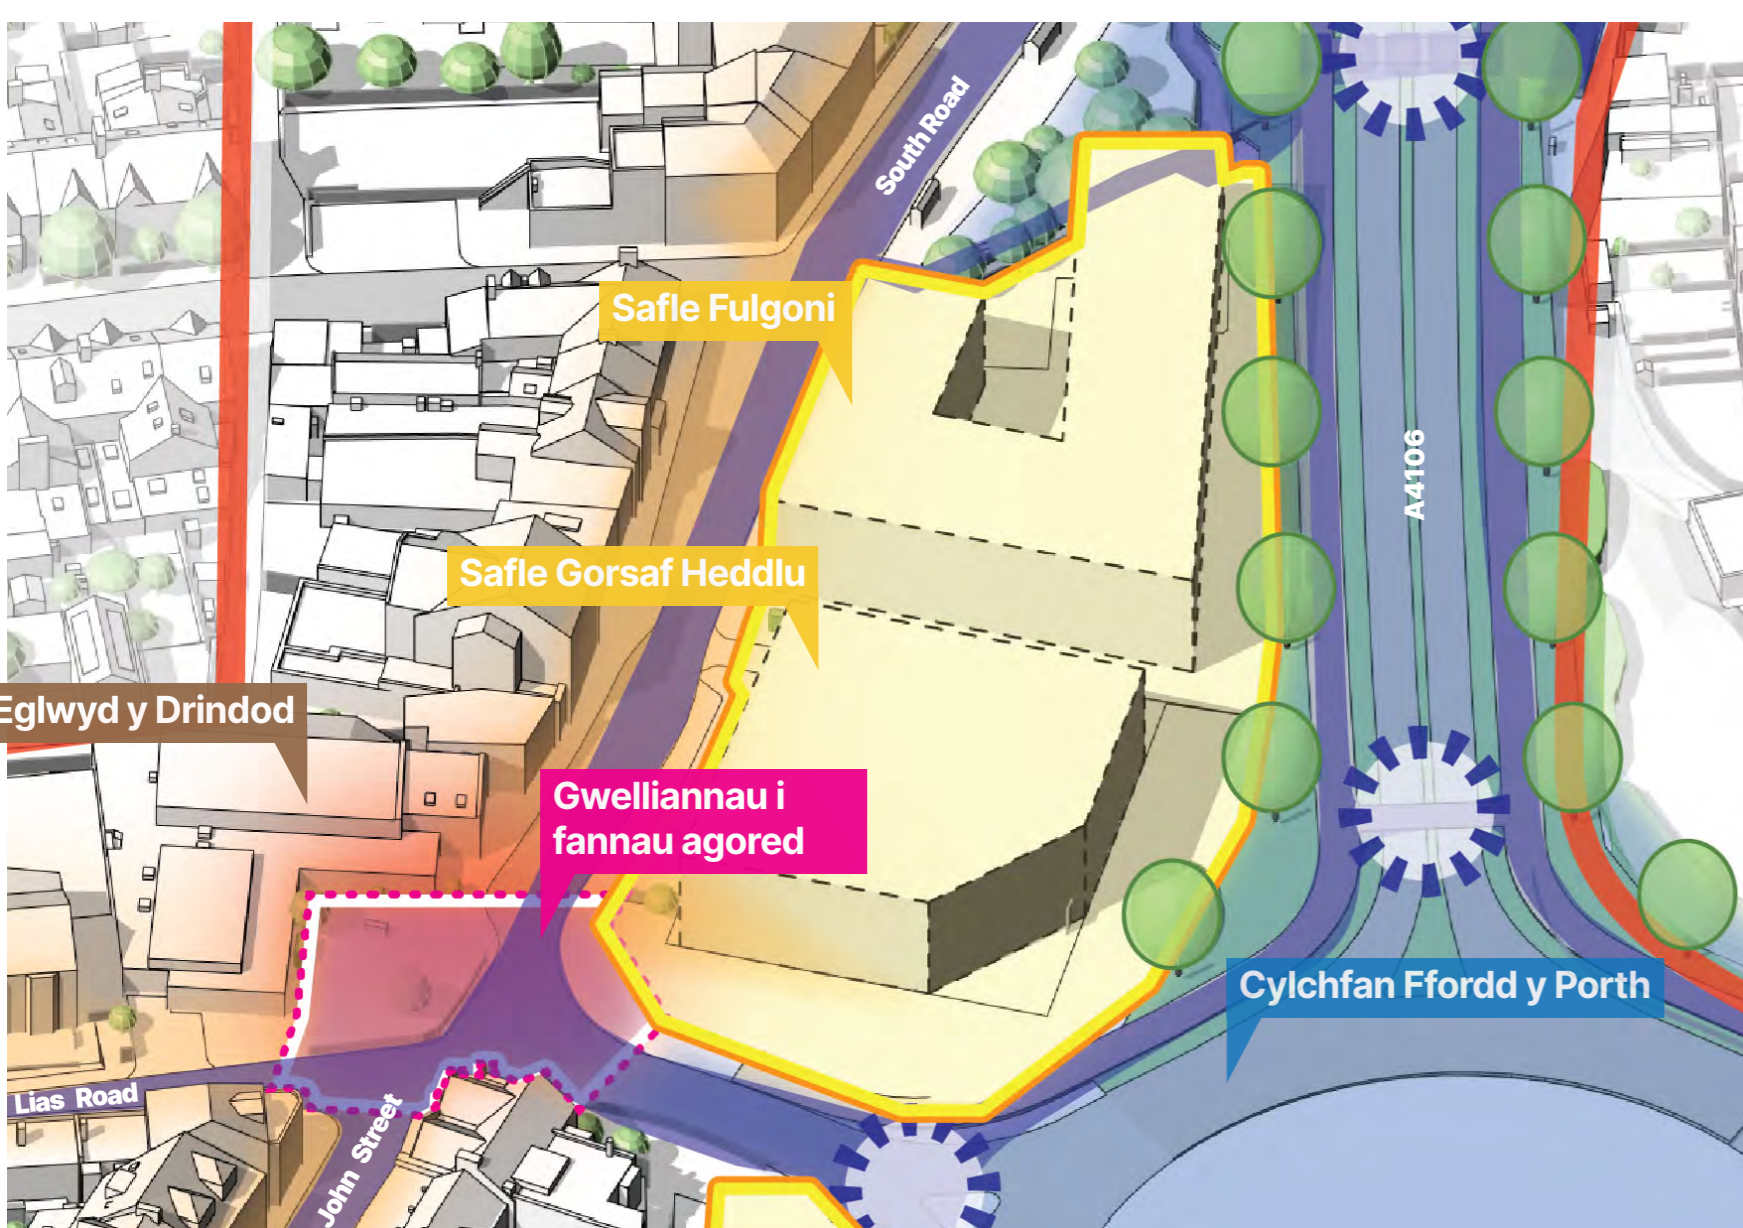 South Road
Safle Fulgoni
A4106
Safle Gorsaf Heddlu
Eglwyd y Drindod
Gwelliannau i
fannau agored
Cylchfan Ffordd y Porth
Lias Road
John Street